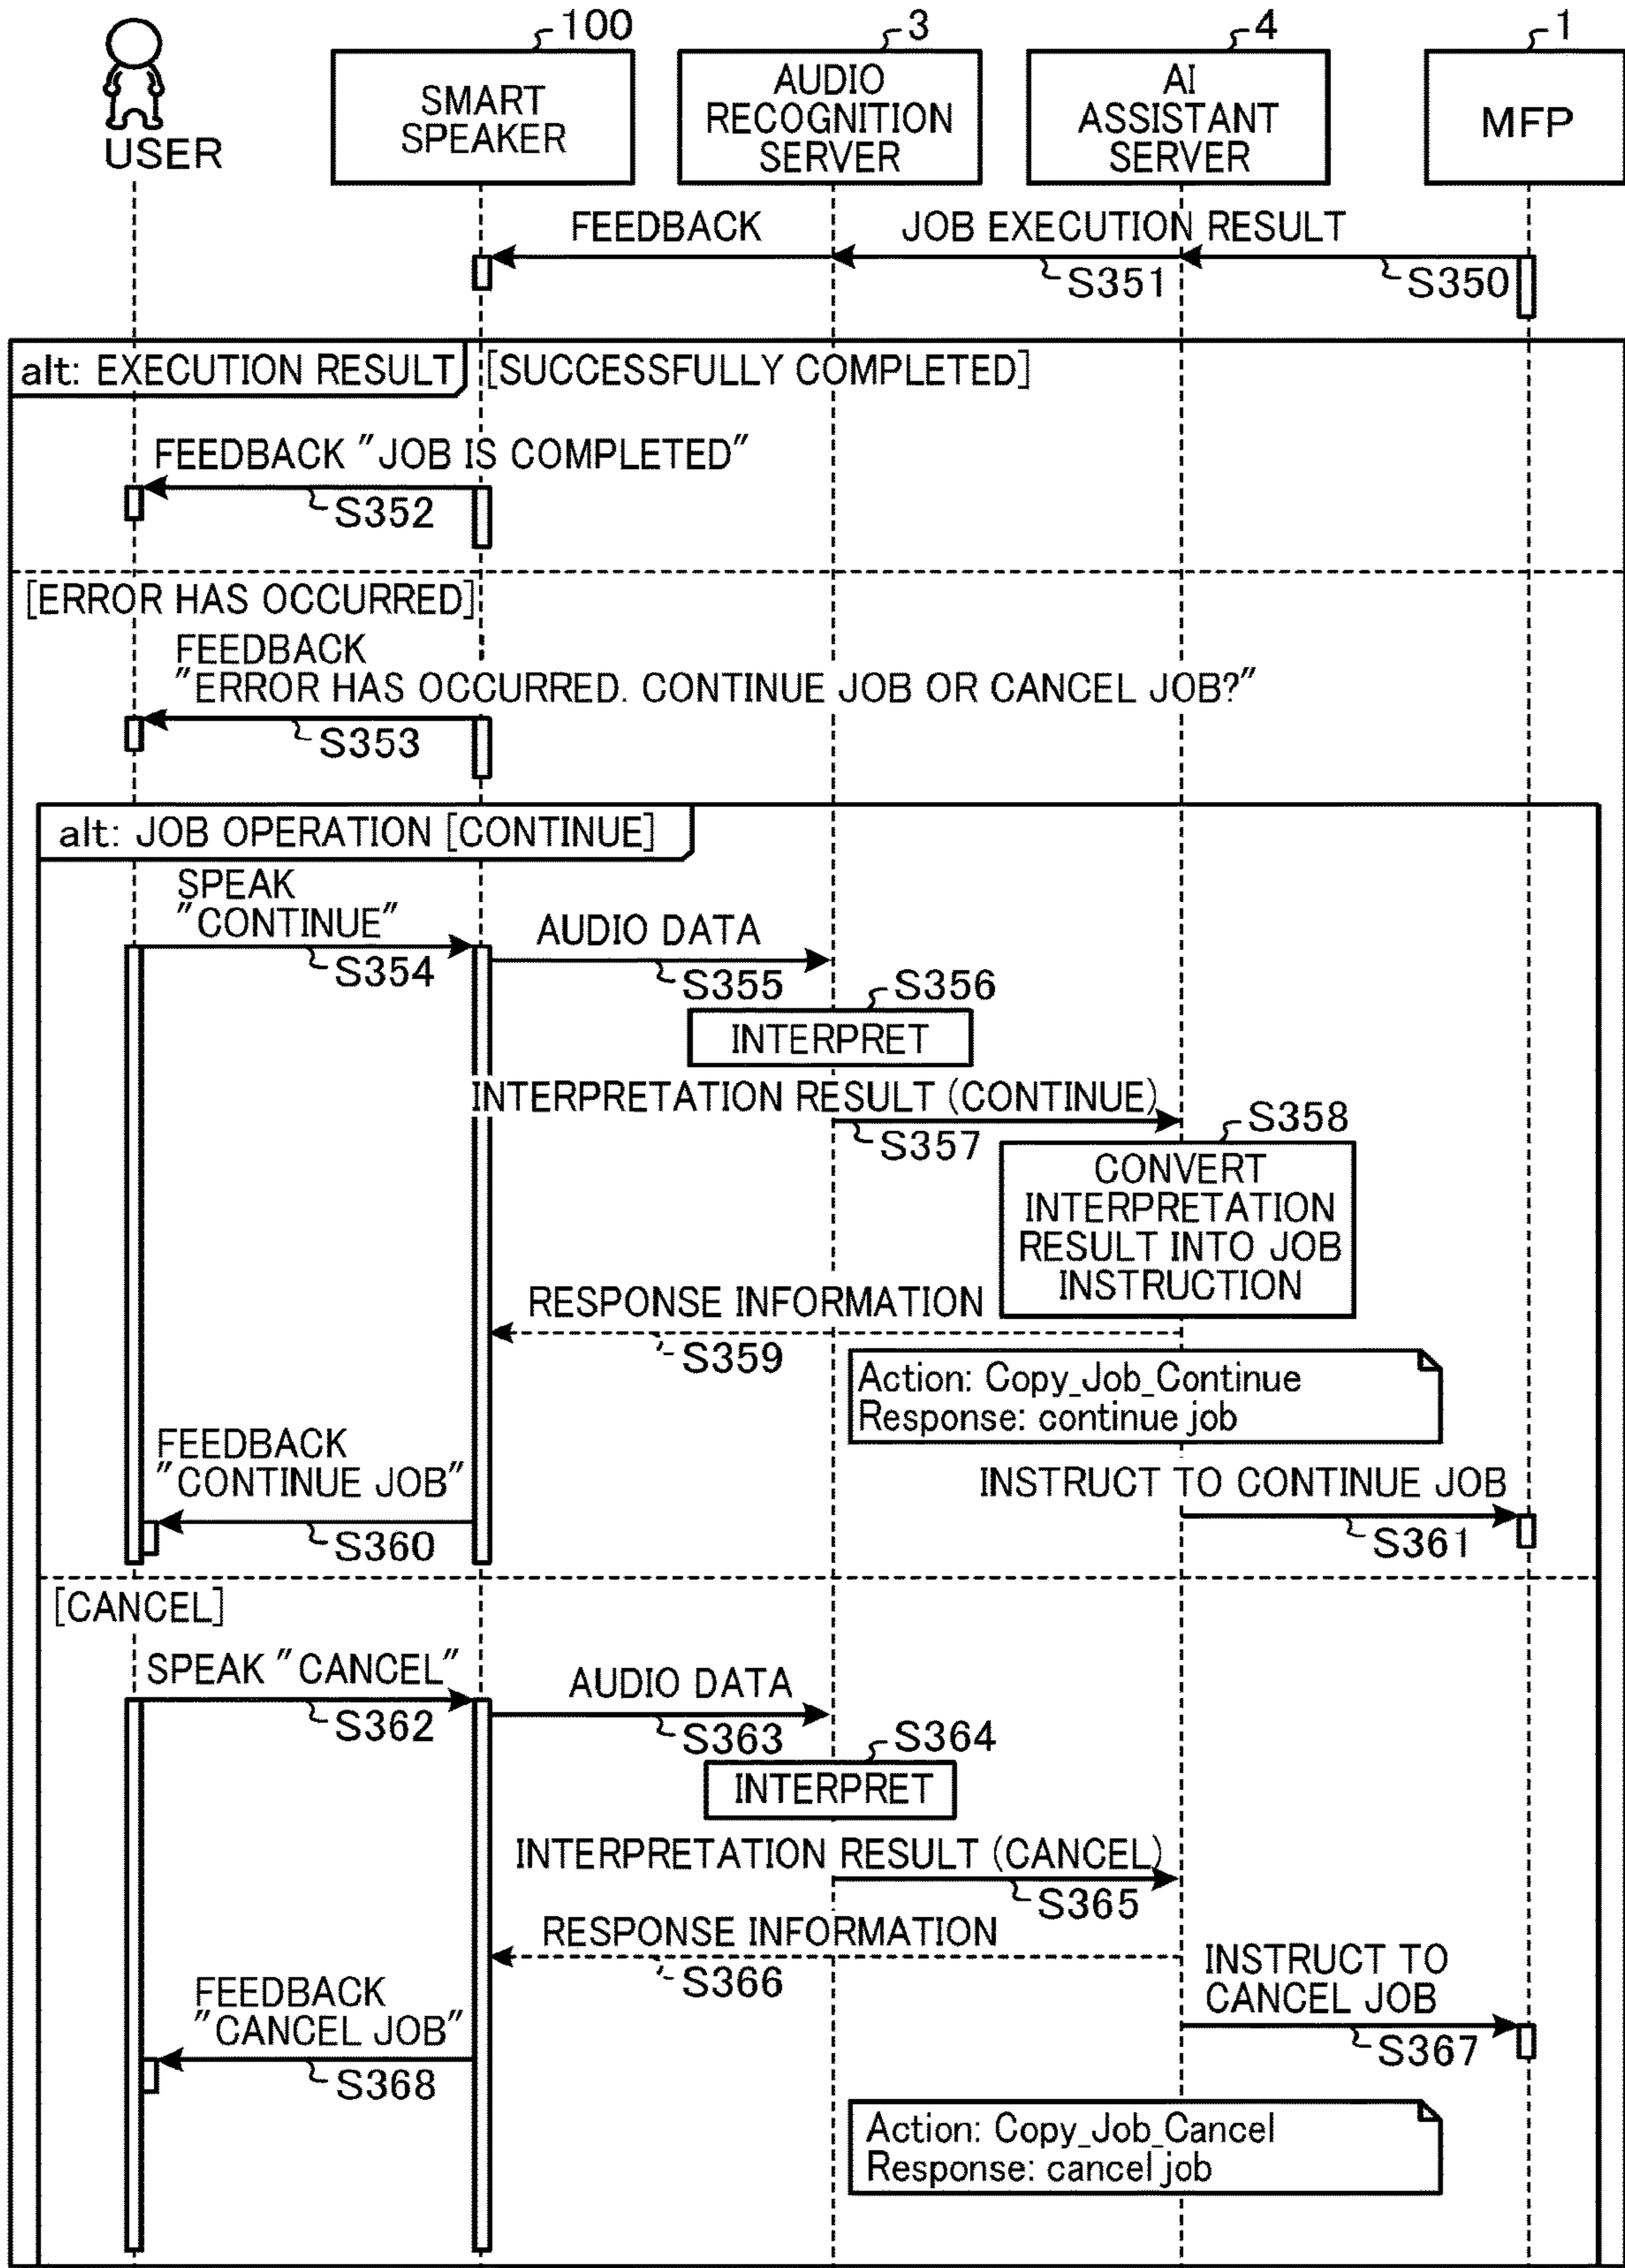 100
3
4
1
USER
SMART
SPEAKER
AUDIO
RECOGNITION
SERVER
AI
ASSISTANT
SERVER
MFP
FEEDBACK
JOB EXECUTION RESULT
S351
S350
alt: EXECUTION RESULT
[SUCCESSFULLY COMPLETED]
FEEDBACK "JOB IS COMPLETED"
S352
[ERROR HAS OCCURRED]
FEEDBACK
"ERROR HAS OCCURRED. CONTINUE JOB OR CANCEL JOB?"
S353
alt: JOB OPERATION [CONTINUE]
SPEAK
"CONTINUE"
S354
AUDIO DATA
S355
S356
INTERPRET
INTERPRETATION RESULT (CONTINUE)
S357
S358
CONVERT
INTERPRETATION
RESULT INTO JOB
INSTRUCTION
RESPONSE INFORMATION
S359
Action: Copy_Job_Continue
Response: continue job
FEEDBACK
"CONTINUE JOB"
S360
INSTRUCT TO CONTINUE JOB
S361
[CANCEL]
SPEAK "CANCEL"
S362
AUDIO DATA
S363
S364
INTERPRET
INTERPRETATION RESULT (CANCEL)
S365
RESPONSE INFORMATION
S366
INSTRUCT TO
CANCEL JOB
S367
FEEDBACK
"CANCEL JOB"
S368
Action: Copy_Job_Cancel
Response: cancel job